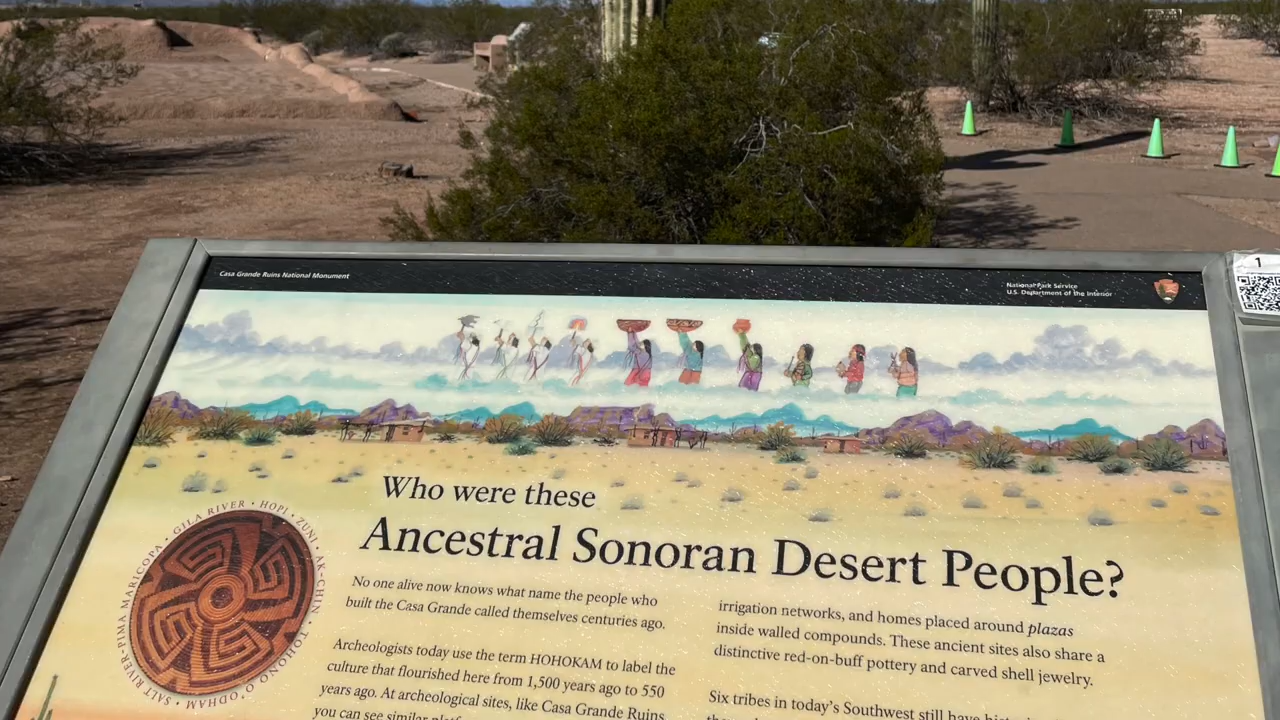 Casa Grande Ruins National Monument
National Park Service
U.S. Department of the Interior
1
Who were these
Ancestral Sonoran Desert People?
SALT RIVER-PIMA MARICOPA • GILA RIVER • HOPI • ZUNI • AK-CHIN • TOHONO O'ODHAM •
No one alive now knows what name the people who
built the Casa Grande called themselves centuries ago.
Archeologists today use the term HOHOKAM to label the
culture that flourished here from 1,500 years ago to 550
years ago. At archeological sites, like Casa Grande Ruins,
you can see similar
irrigation networks, and homes placed around plazas
inside walled compounds. These ancient sites also share a
distinctive red-on-buff pottery and carved shell jewelry.
Six tribes in today's Southwest still have